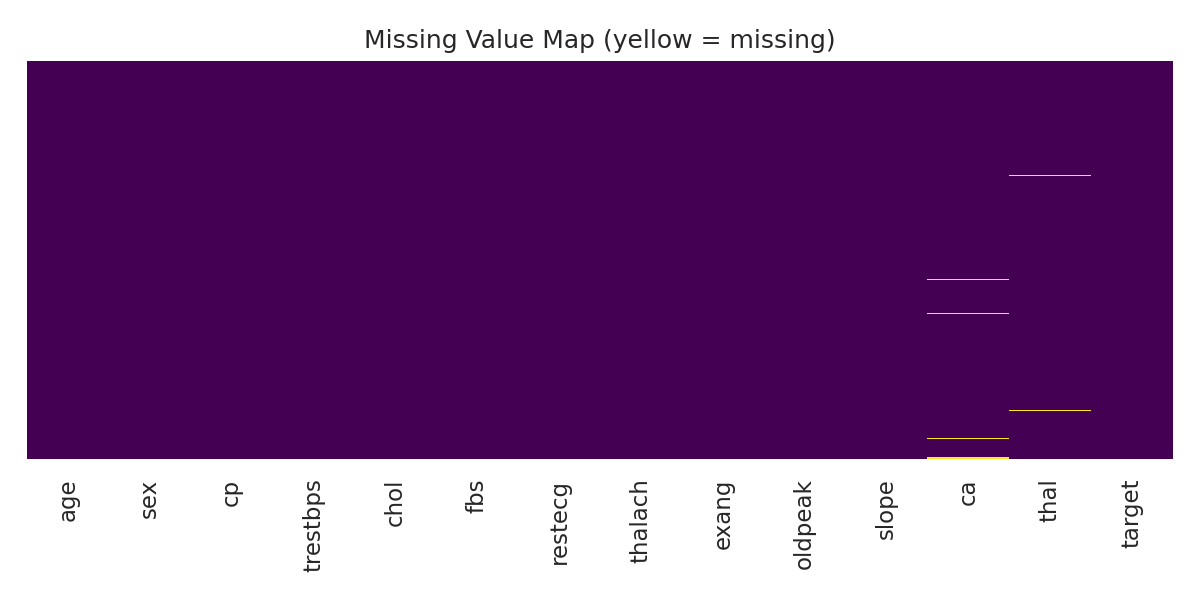 Missing Value Map (yellow = missing)
age
sex
cp
trestbps
chol
fbs
restecg
thalach
exang
oldpeak
slope
ca
thal
target